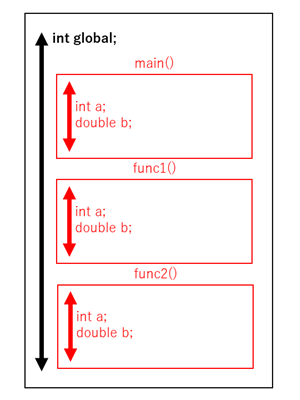 int global;
main()
int a;
double b;
func1()
int a;
double b;
func2()
int a;
double b;